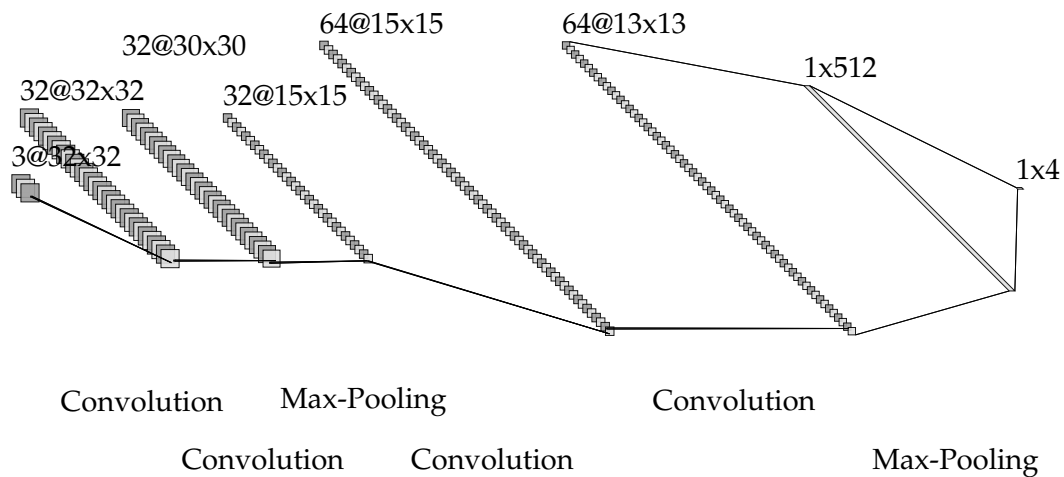 64@15x15
64@13x13
32@30x30
1x512
32@32x32
32@15x15
3@32x32
1x4
Convolution
Max-Pooling
Convolution
Convolution
Convolution
Max-Pooling